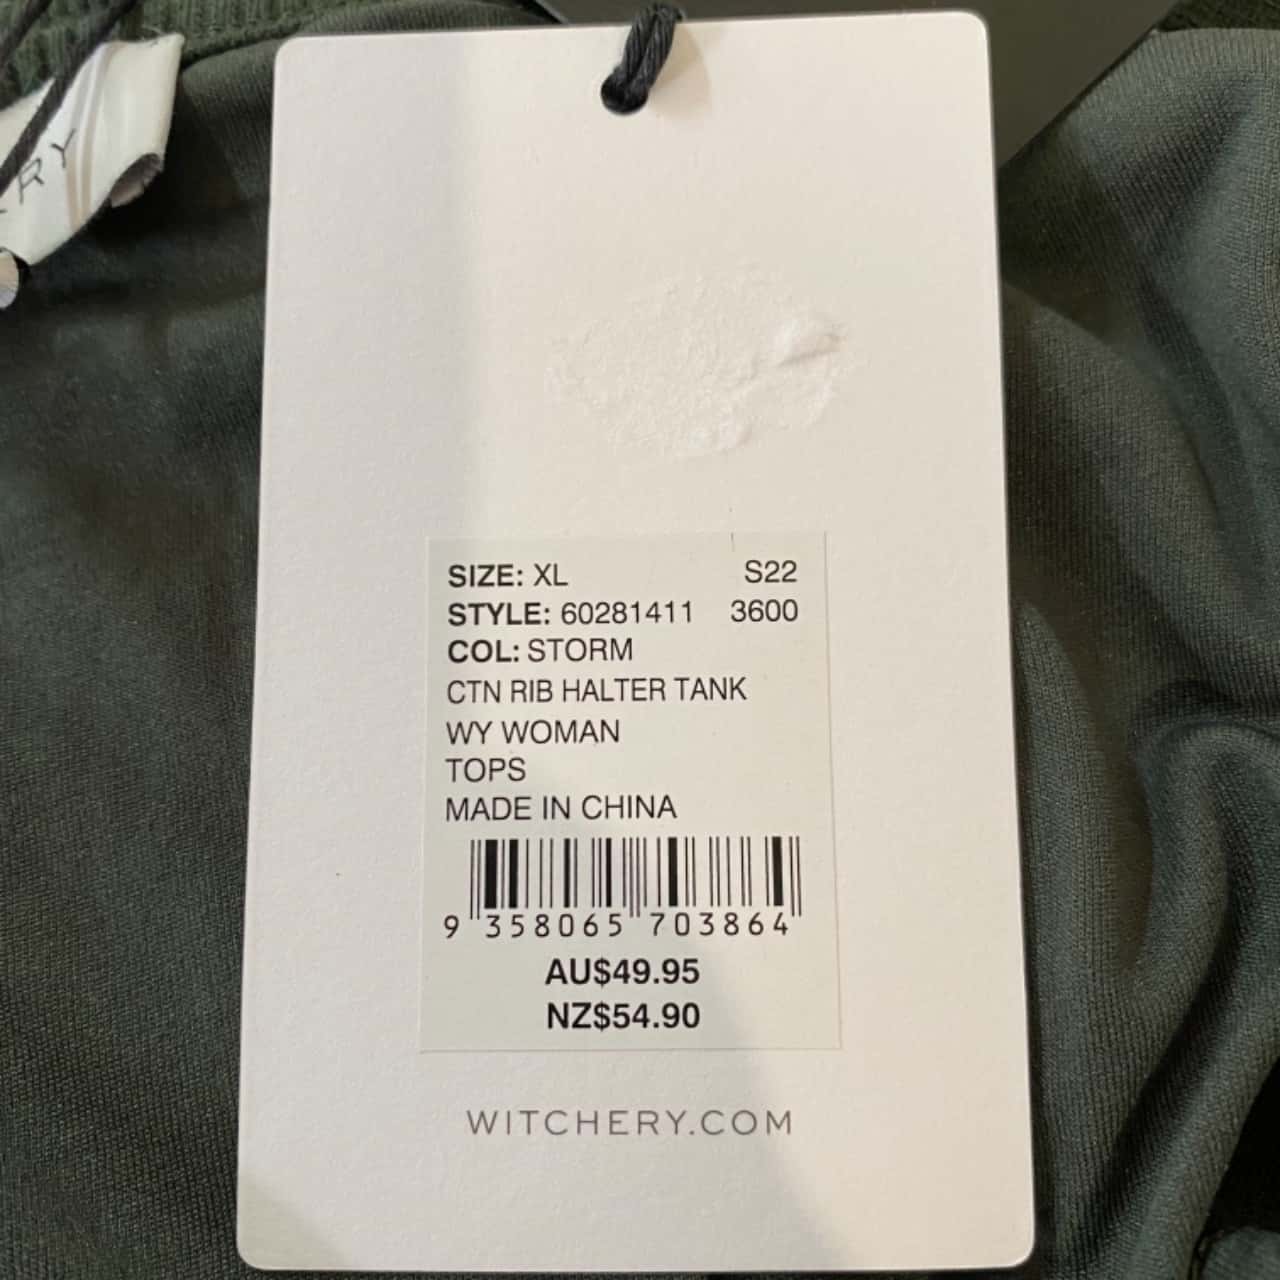 RY
SIZE: XL S22
STYLE: 60281411 3600
COL: STORM
CTN RIB HALTER TANK
WY WOMAN
TOPS
MADE IN CHINA
9 358065 703864
AU$49.95
NZ$54.90
WITCHERY.COM